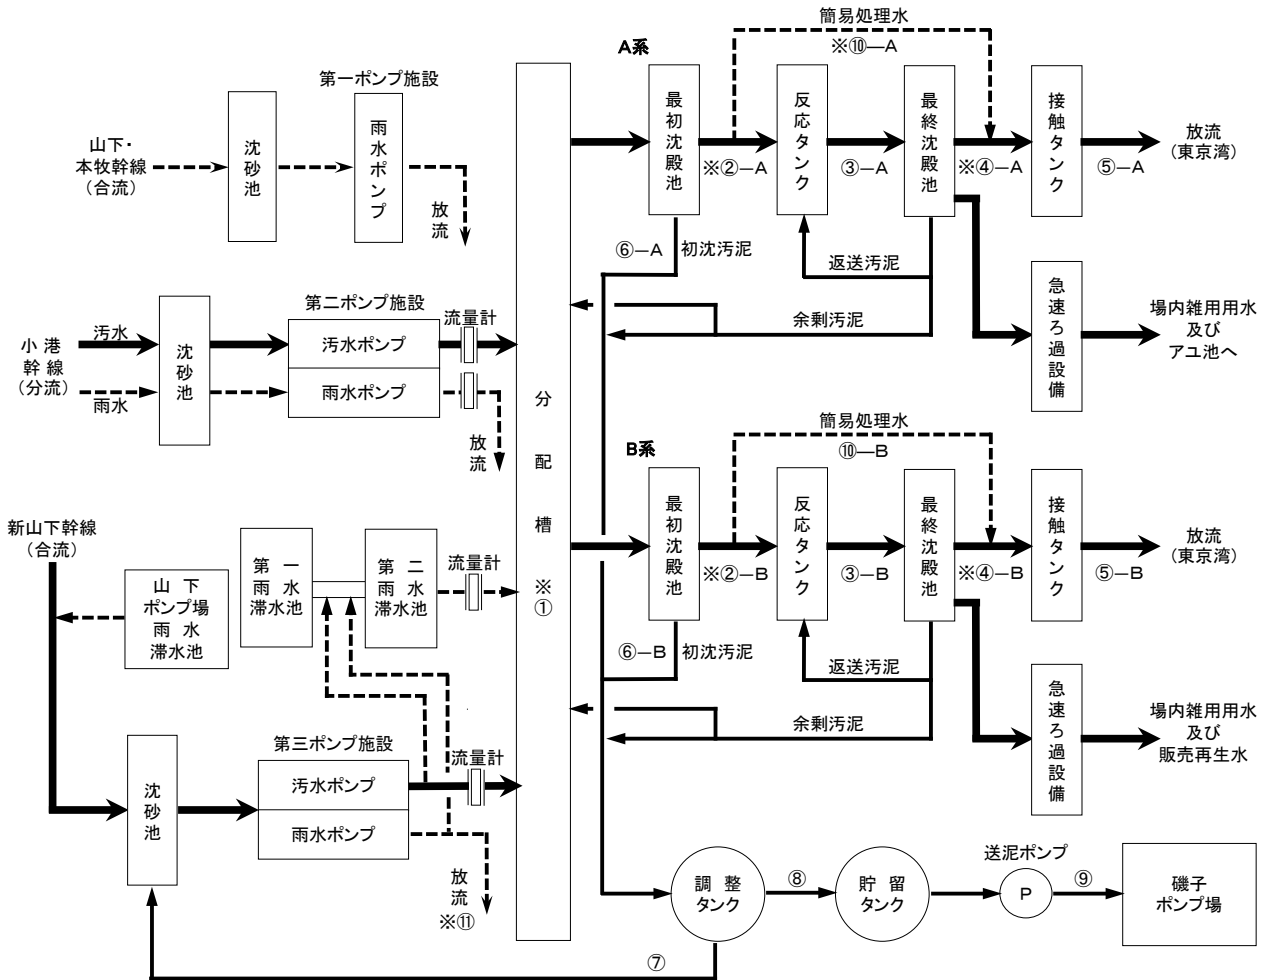 簡易処理水
※⑩—A
A系
最初沈殿池
※②—A
反応タンク
③—A
最終沈殿池
※④—A
接触タンク
⑤—A
放流
(東京湾)
第一ポンプ施設
山下・
本牧幹線
(合流)
沈砂池
雨水ポンプ
放流
⑥—A
初沈汚泥
返送汚泥
余剰汚泥
急速ろ過設備
場内雑用用水
及び
アユ池へ
第二ポンプ施設
流量計
小 港
幹 線
(分流)
汚水
雨水
沈砂池
汚水ポンプ
雨水ポンプ
放流
分配槽
※①
簡易処理水
⑩—B
B系
最初沈殿池
※②—B
反応タンク
③—B
最終沈殿池
※④—B
接触タンク
⑤—B
放流
(東京湾)
新山下幹線
(合流)
山 下
ポンプ場
雨 水
滞水池
第 一
雨 水
滞水池
第 二
雨 水
滞水池
流量計
⑥—B
初沈汚泥
返送汚泥
余剰汚泥
急速ろ過設備
場内雑用用水
及び
販売再生水
第三ポンプ施設
流量計
沈砂池
汚水ポンプ
雨水ポンプ
放流
※⑪
調 整
タンク
⑧
貯 留
タンク
送泥ポンプ
P
⑨
磯子
ポンプ場
⑦